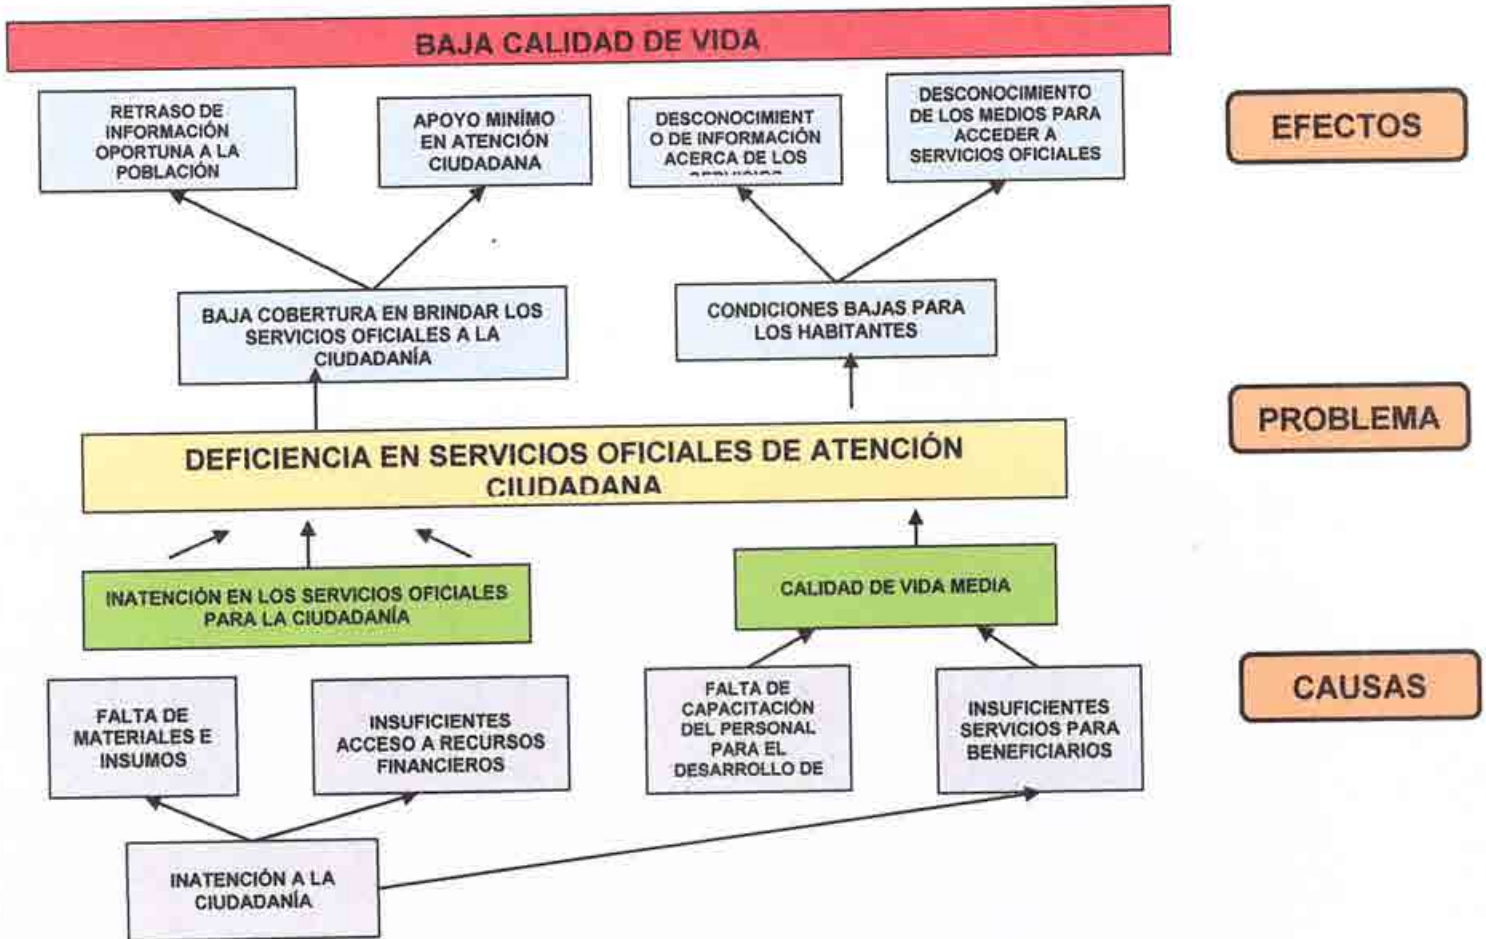 BAJA CALIDAD DE VIDA
RETRASO DE
INFORMACIÓN
OPORTUNA A LA
POBLACIÓN
APOYO MINÍMO
EN ATENCIÓN
CIUDADANA
DESCONOCIMIENT
O DE INFORMACIÓN
ACERCA DE LOS
DESCONOCIMIENTO
DE LOS MEDIOS PARA
ACCEDER A
SERVICIOS OFICIALES
EFECTOS
BAJA COBERTURA EN BRINDAR LOS
SERVICIOS OFICIALES A LA
CIUDADANÍA
CONDICIONES BAJAS PARA
LOS HABITANTES
PROBLEMA
DEFICIENCIA EN SERVICIOS OFICIALES DE ATENCIÓN
CIUDADANA
INATENCIÓN EN LOS SERVICIOS OFICIALES
PARA LA CIUDADANÍA
CALIDAD DE VIDA MEDIA
CAUSAS
FALTA DE
MATERIALES E
INSUMOS
INSUFICIENTES
ACCESO A RECURSOS
FINANCIEROS
FALTA DE
CAPACITACIÓN
DEL PERSONAL
PARA EL
DESARROLLO DE
INSUFICIENTES
SERVICIOS PARA
BENEFICIARIOS
INATENCIÓN A LA
CIUDADANÍA